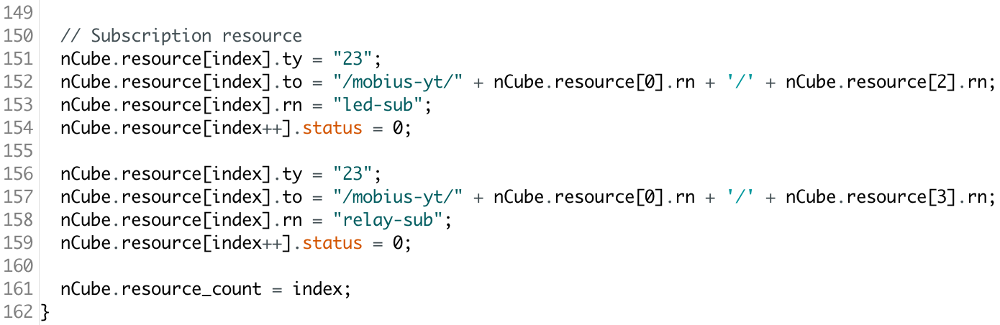 149
150   // Subscription resource
151   nCube.resource[index].ty = "23";
152   nCube.resource[index].to = "/mobius-yt/" + nCube.resource[0].rn + '/' + nCube.resource[2].rn;
153   nCube.resource[index].rn = "led-sub";
154   nCube.resource[index++].status = 0;
155
156   nCube.resource[index].ty = "23";
157   nCube.resource[index].to = "/mobius-yt/" + nCube.resource[0].rn + '/' + nCube.resource[3].rn;
158   nCube.resource[index].rn = "relay-sub";
159   nCube.resource[index++].status = 0;
160
161   nCube.resource_count = index;
162 }